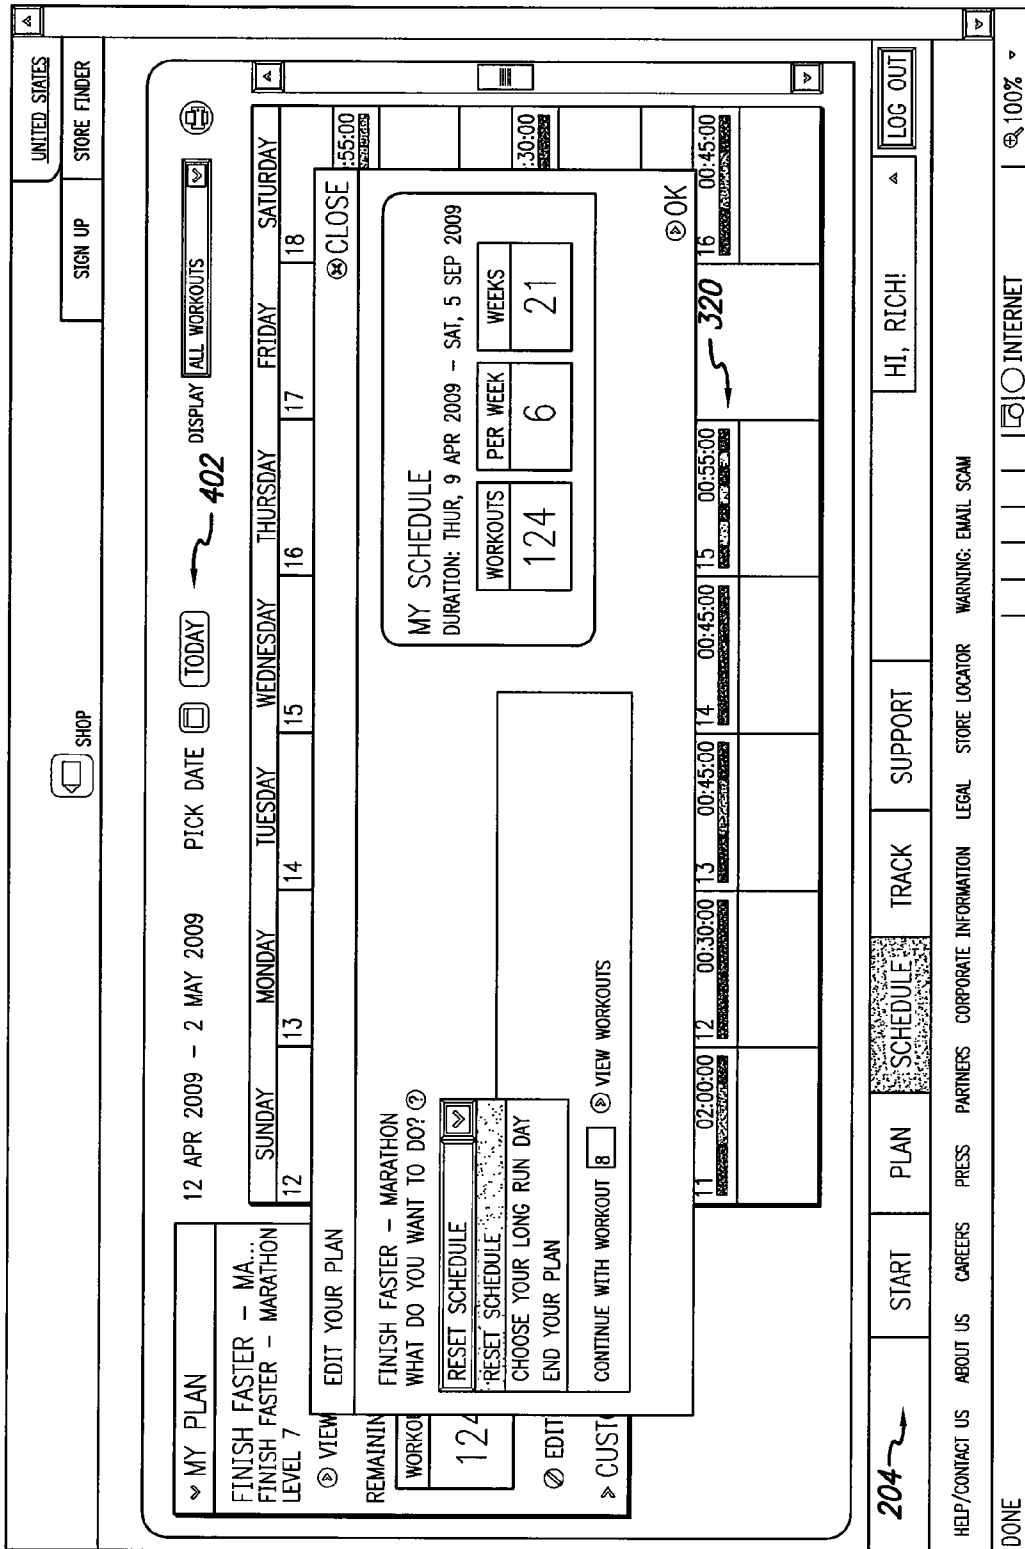 UNITED STATES
SHOP
SIGN UP
STORE FINDER
MY PLAN
FINISH FASTER - MA...
FINISH FASTER - MARATHON
LEVEL 7
VIEW
REMAININ
WORKOU
124
EDIT
CUST
12 APR 2009 - 2 MAY 2009
PICK DATE
TODAY
402
DISPLAY
ALL WORKOUTS
SUNDAY MONDAY TUESDAY WEDNESDAY THURSDAY FRIDAY SATURDAY
12 13 14 15 16 17 18
:55:00
:30:00
EDIT YOUR PLAN
CLOSE
FINISH FASTER - MARATHON
WHAT DO YOU WANT TO DO? ?
RESET SCHEDULE
RESET SCHEDULE
CHOOSE YOUR LONG RUN DAY
END YOUR PLAN
CONTINUE WITH WORKOUT 8 VIEW WORKOUTS
MY SCHEDULE
DURATION: THUR, 9 APR 2009 - SAT, 5 SEP 2009
WORKOUTS PER WEEK WEEKS
124 6 21
OK
11 02:00:00 12 00:30:00 13 00:45:00 14 00:45:00 15 00:55:00 16 00:45:00
320
204
START PLAN SCHEDULE TRACK SUPPORT HI, RICH! LOG OUT
HELP/CONTACT US ABOUT US CAREERS PRESS PARTNERS CORPORATE INFORMATION LEGAL STORE LOCATOR WARNING: EMAIL SCAM
DONE INTERNET 100%